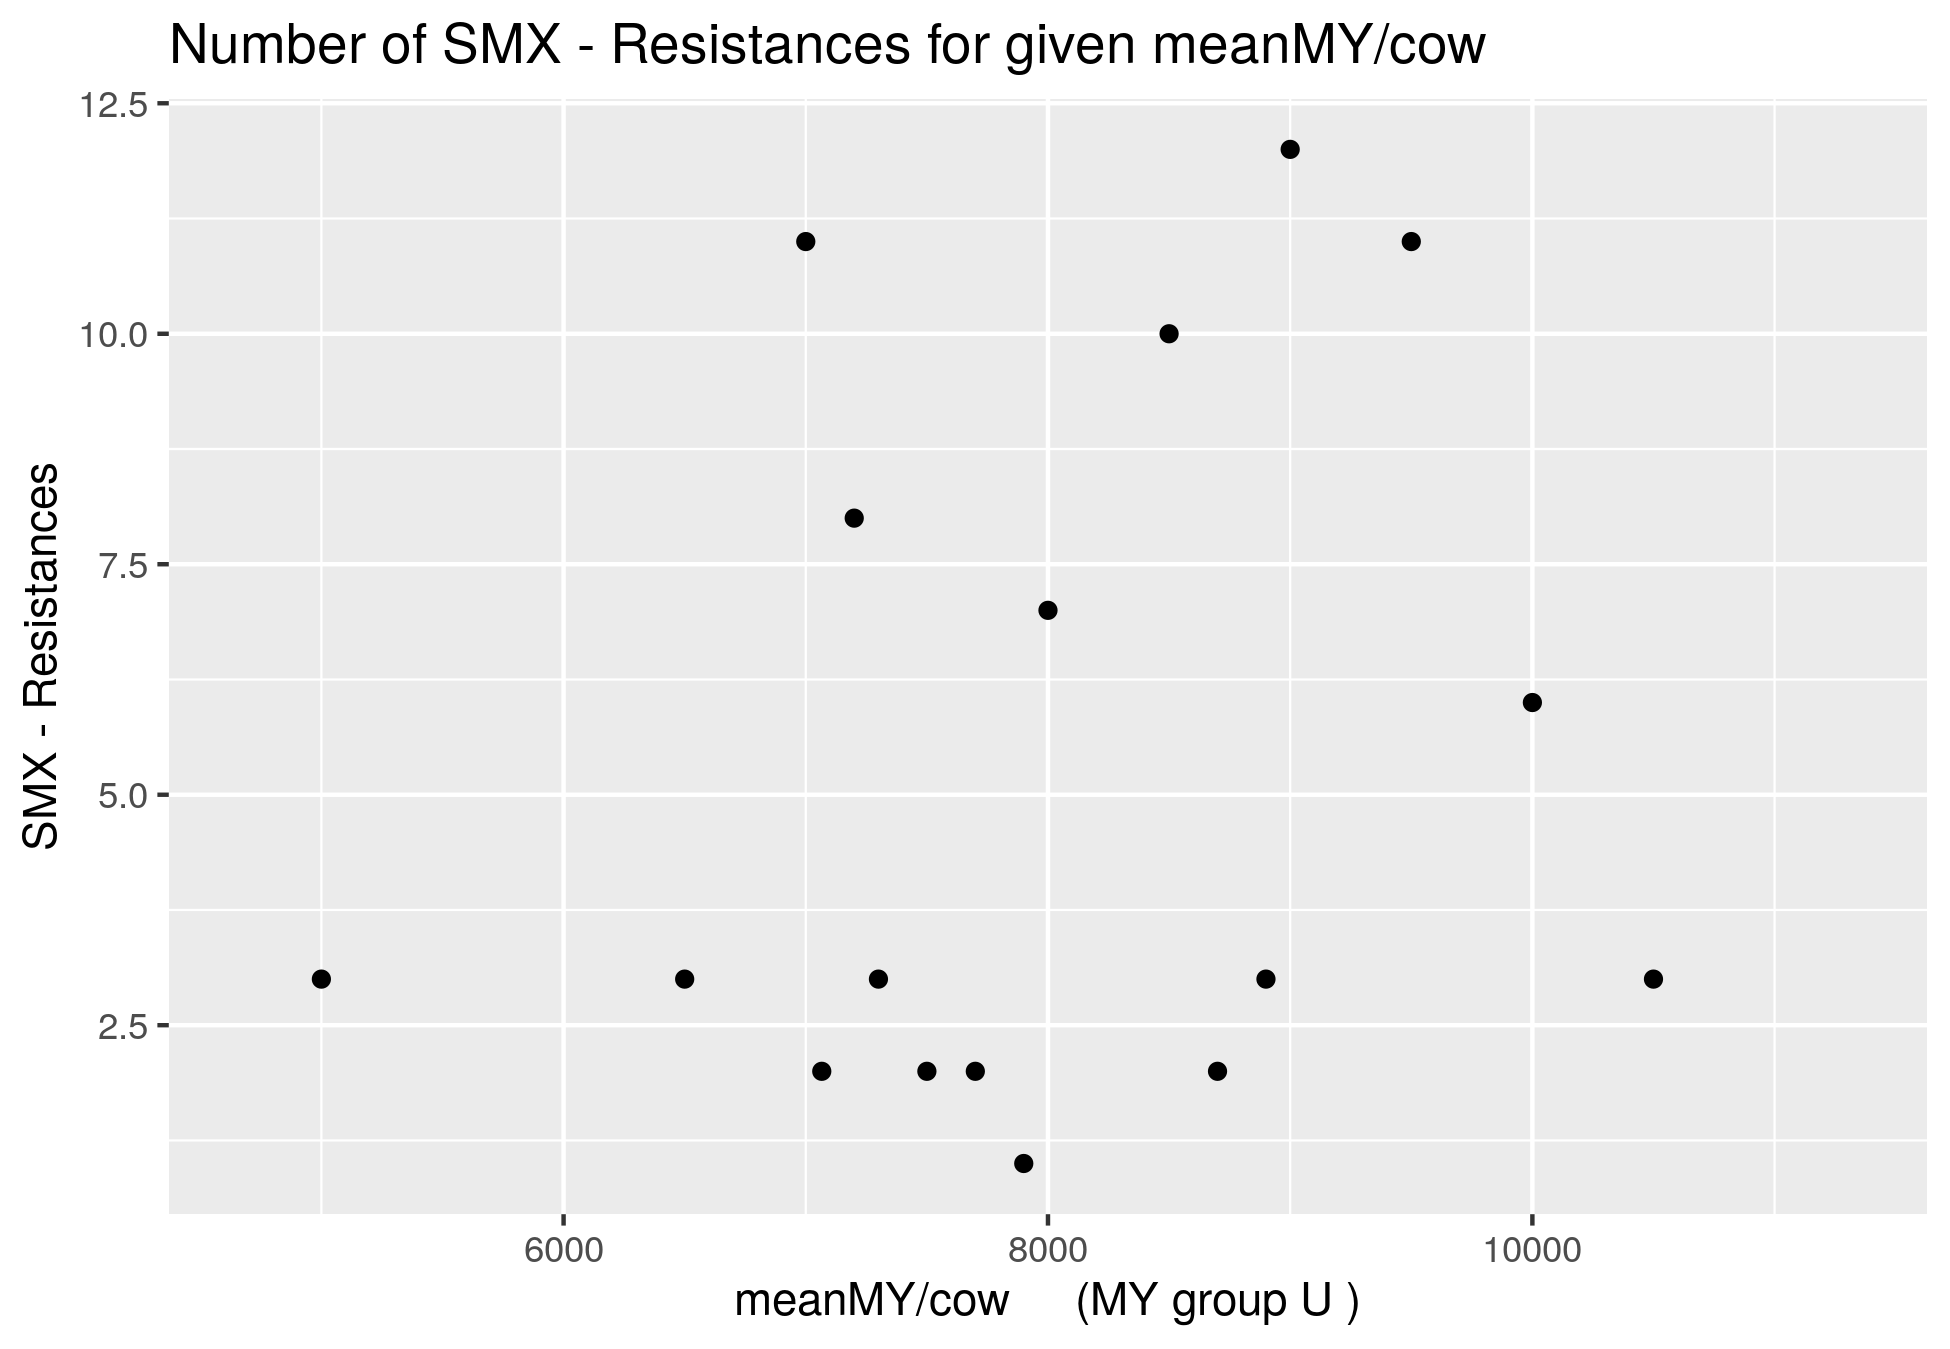 Number of SMX - Resistances for given meanMY/cow
12.5
10.0
7.5
5.0
2.5
SMX - Resistances
6000 8000 10000
meanMY/cow (MY group U )